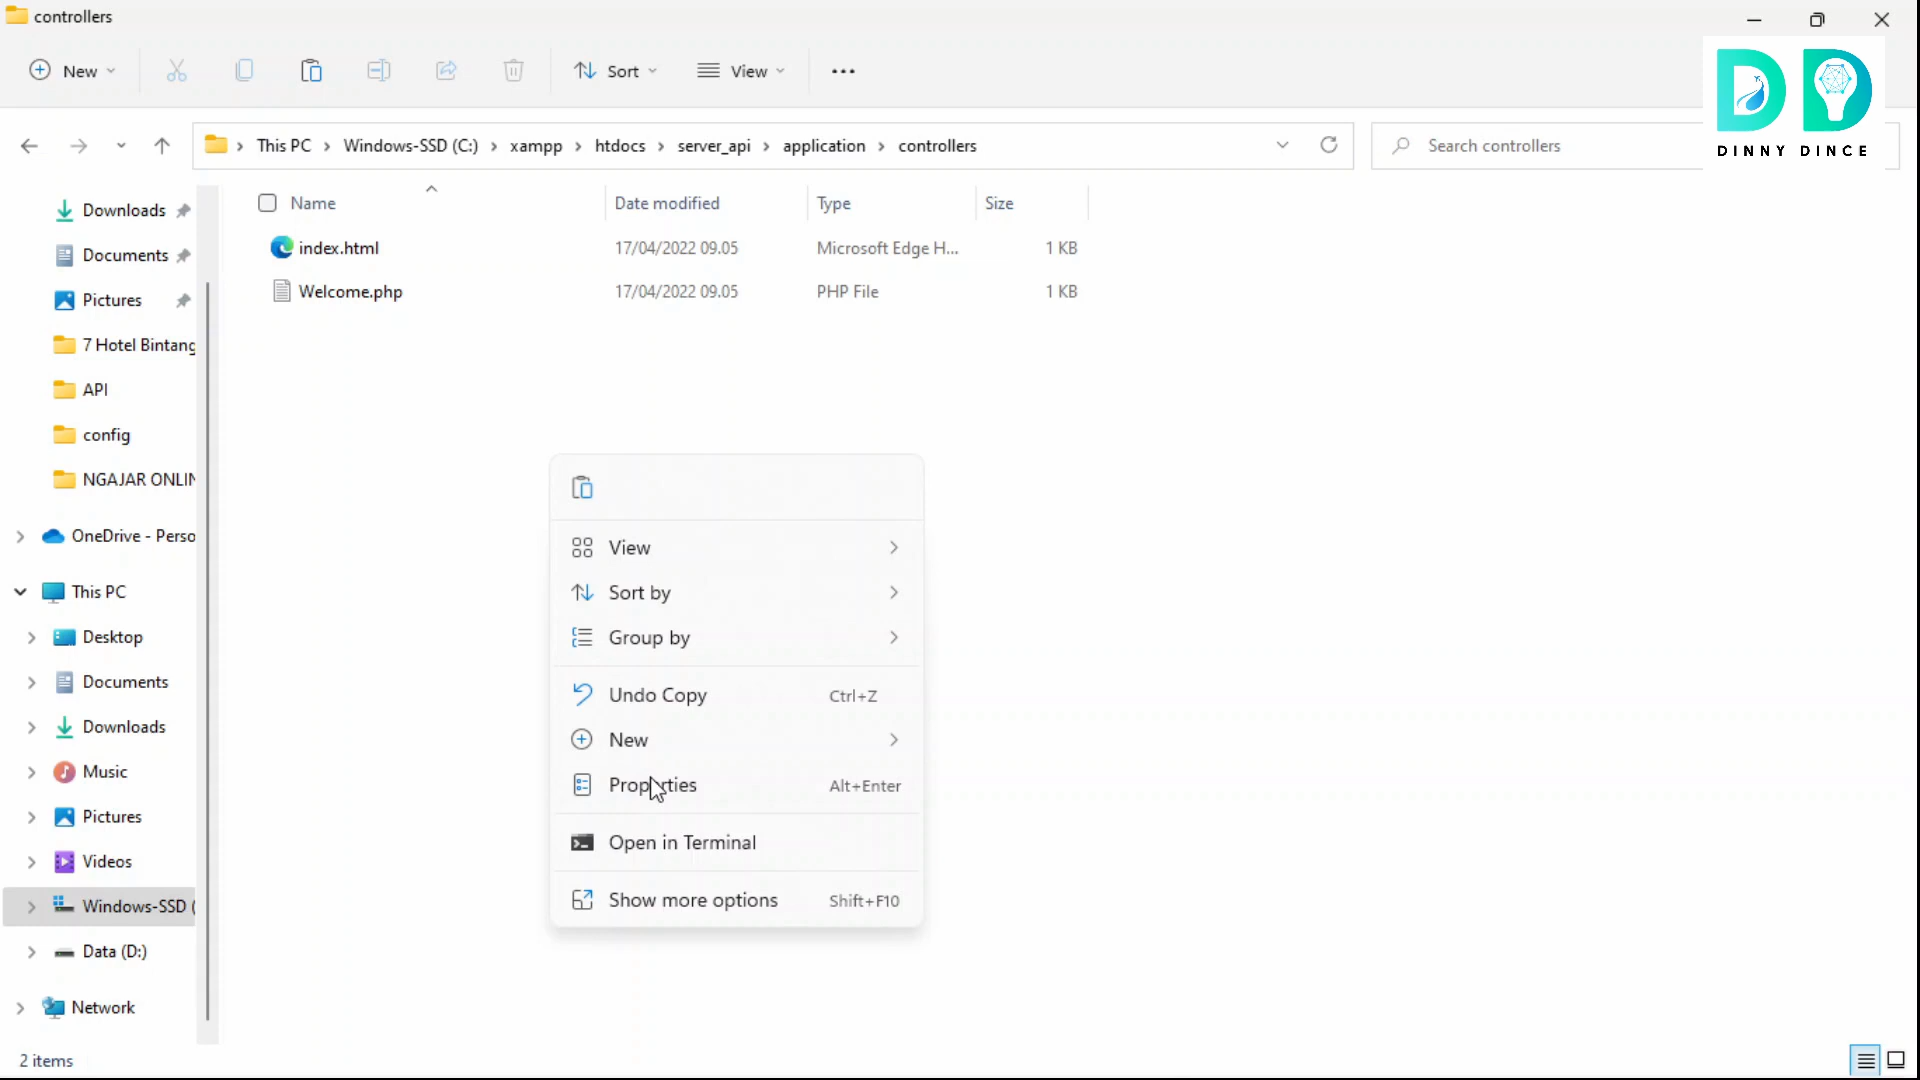 controllers
New
Sort
View
DINNY DINCE
This PC
Windows-SSD (C:)
xampp
htdocs
server_api
application
controllers
Search controllers
Name
Date modified
Type
Size
index.html
17/04/2022 09.05
Microsoft Edge H...
1 KB
Welcome.php
17/04/2022 09.05
PHP File
1 KB
Downloads
Documents
Pictures
7 Hotel Bintang
API
config
NGAJAR ONLIN
OneDrive - Perso
This PC
Desktop
Documents
Downloads
Music
Pictures
Videos
Windows-SSD (
Data (D:)
Network
View
Sort by
Group by
Undo Copy Ctrl+Z
New
Properties Alt+Enter
Open in Terminal
Show more options Shift+F10
2 items